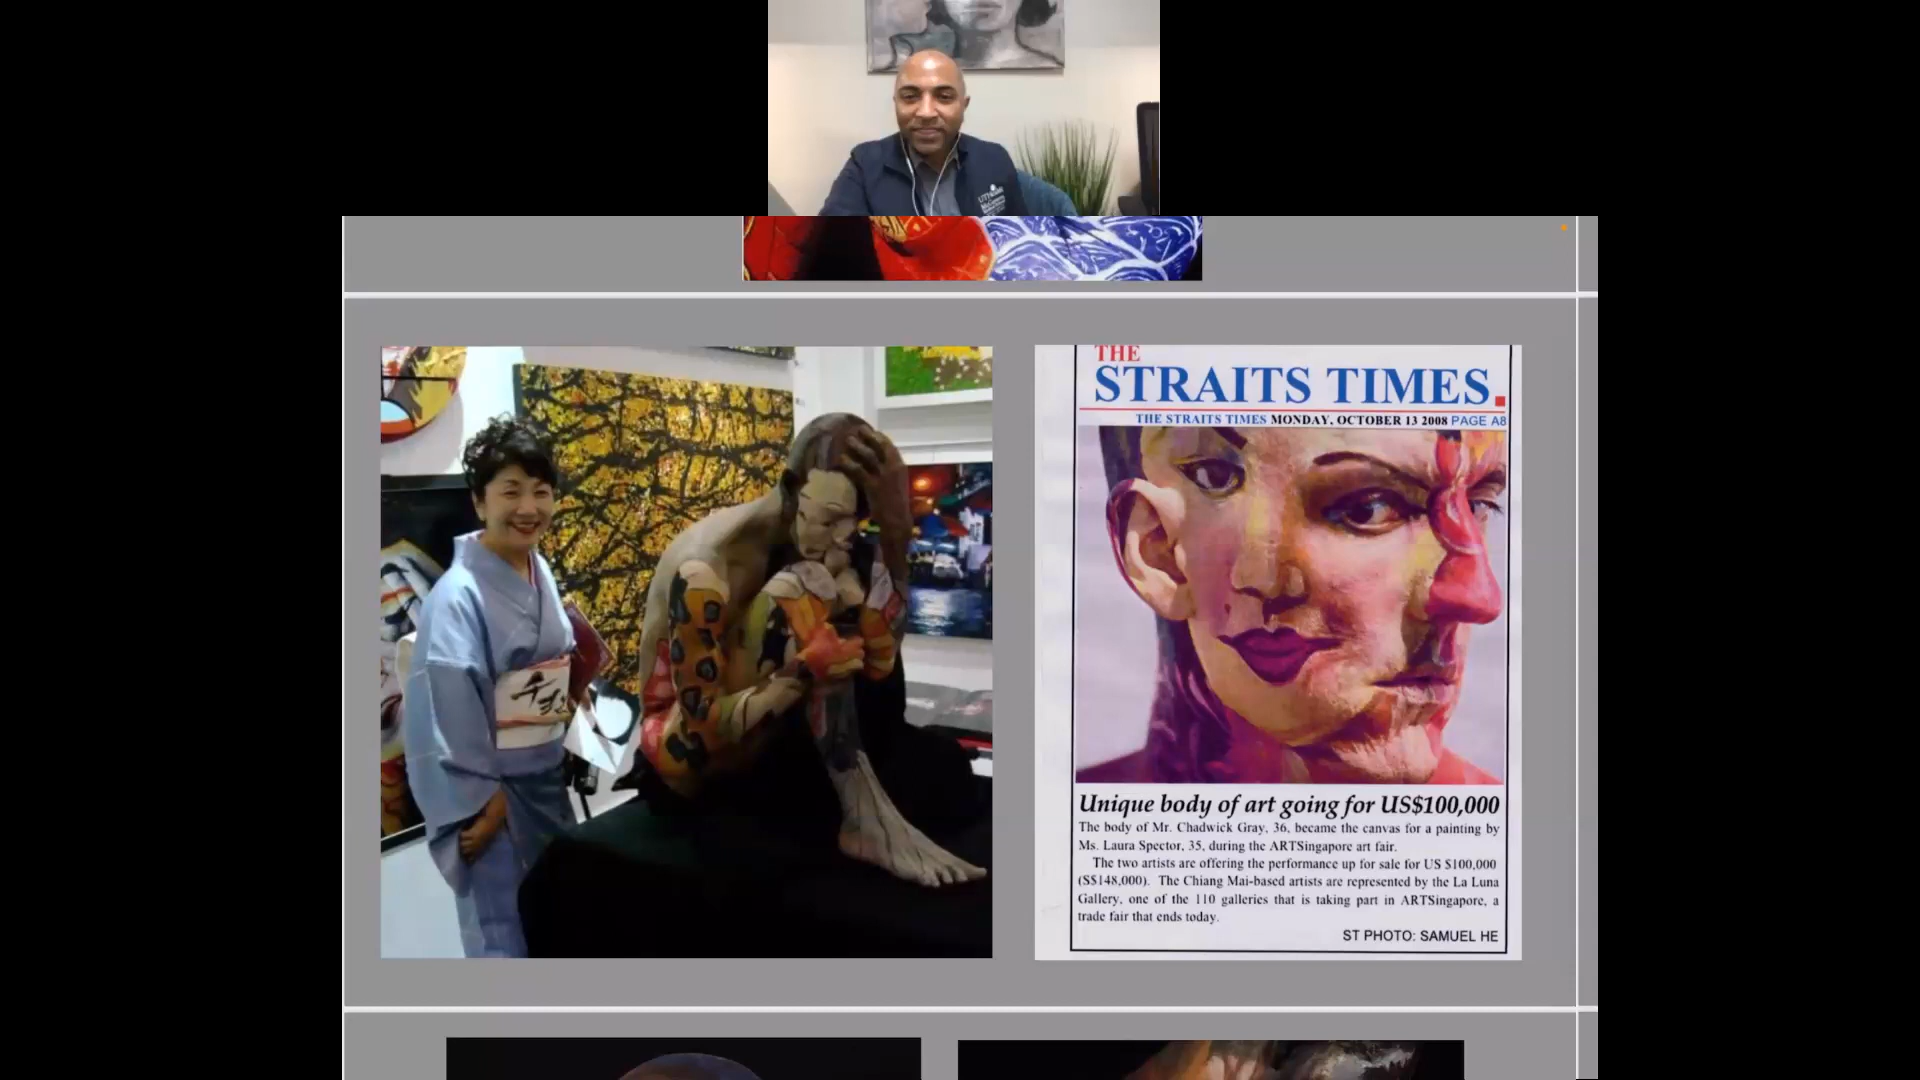 THE
STRAITS TIMES.
THE STRAITS TIMES MONDAY, OCTOBER 13 2008 PAGE A8
Unique body of art going for US$100,000
The body of Mr. Chadwick Gray, 36, became the canvas for a painting by
Ms. Laura Spector, 35, during the ARTSingapore art fair.
The two artists are offering the performance up for sale for US $100,000
(S$148,000). The Chiang Mai-based artists are represented by the La Luna
Gallery, one of the 110 galleries that is taking part in ARTSingapore, a
trade fair that ends today.
ST PHOTO: SAMUEL HE